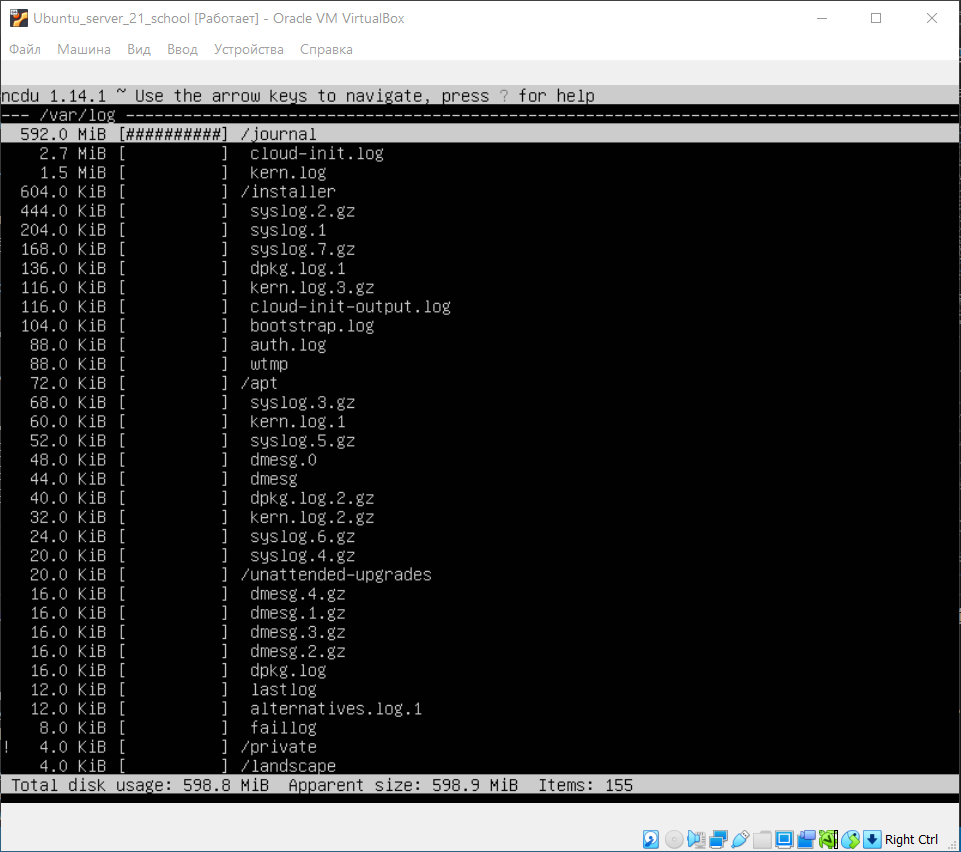 Ubuntu_server_21_school [Работает] - Oracle VM VirtualBox
Файл Машина Вид Ввод Устройства Справка
ncdu 1.14.1 ~ Use the arrow keys to navigate, press ? for help
--- /var/log ---------------------------------------------------------------------------------------
592.0 MiB [##########] /journal
2.7 MiB [          ]  cloud-init.log
1.5 MiB [          ]  kern.log
604.0 KiB [          ] /installer
444.0 KiB [          ]  syslog.2.gz
204.0 KiB [          ]  syslog.1
168.0 KiB [          ]  syslog.7.gz
136.0 KiB [          ]  dpkg.log.1
116.0 KiB [          ]  kern.log.3.gz
116.0 KiB [          ]  cloud-init-output.log
104.0 KiB [          ]  bootstrap.log
88.0 KiB [          ]  auth.log
88.0 KiB [          ]  wtmp
72.0 KiB [          ] /apt
68.0 KiB [          ]  syslog.3.gz
60.0 KiB [          ]  kern.log.1
52.0 KiB [          ]  syslog.5.gz
48.0 KiB [          ]  dmesg.0
44.0 KiB [          ]  dmesg
40.0 KiB [          ]  dpkg.log.2.gz
32.0 KiB [          ]  kern.log.2.gz
24.0 KiB [          ]  syslog.6.gz
20.0 KiB [          ]  syslog.4.gz
20.0 KiB [          ] /unattended-upgrades
16.0 KiB [          ]  dmesg.4.gz
16.0 KiB [          ]  dmesg.1.gz
16.0 KiB [          ]  dmesg.3.gz
16.0 KiB [          ]  dmesg.2.gz
16.0 KiB [          ]  dpkg.log
12.0 KiB [          ]  lastlog
12.0 KiB [          ]  alternatives.log.1
8.0 KiB [          ]  faillog
! 4.0 KiB [          ] /private
4.0 KiB [          ] /landscape
Total disk usage: 598.8 MiB  Apparent size: 598.9 MiB  Items: 155
Right Ctrl